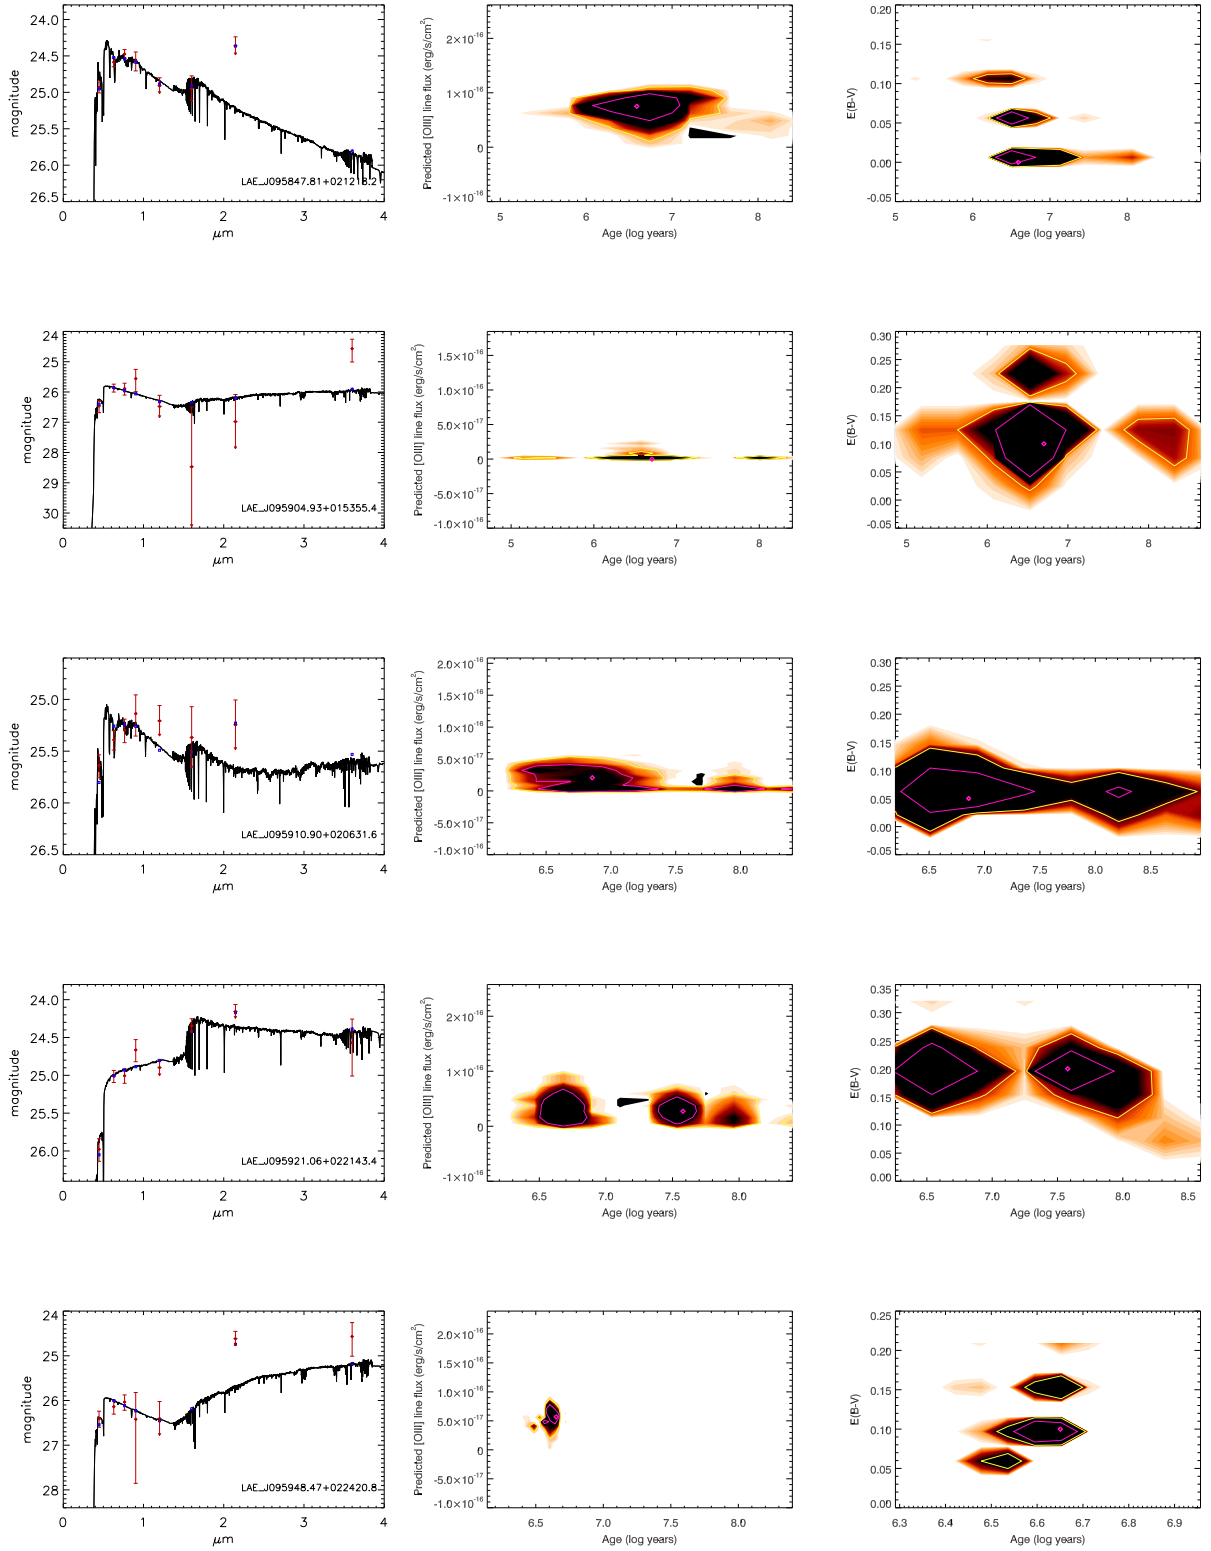 24.0
24.5
25.0
25.5
26.0
26.5
magnitude
0 1 2 3 4
μm
LAE_J095847.81+021218.2
2×10⁻¹⁶
1×10⁻¹⁶
0
-1×10⁻¹⁶
Predicted [OIII] line flux (erg/s/cm²)
5 6 7 8
Age (log years)
0.20
0.15
0.10
0.05
0.00
-0.05
E(B-V)
5 6 7 8
Age (log years)
24
25
26
27
28
29
30
magnitude
0 1 2 3 4
μm
LAE_J095904.93+015355.4
1.5×10⁻¹⁶
1.0×10⁻¹⁶
5.0×10⁻¹⁷
0
-5.0×10⁻¹⁷
-1.0×10⁻¹⁶
Predicted [OIII] line flux (erg/s/cm²)
5 6 7 8
Age (log years)
0.30
0.25
0.20
0.15
0.10
0.05
0.00
-0.05
E(B-V)
5 6 7 8
Age (log years)
25.0
25.5
26.0
26.5
magnitude
0 1 2 3 4
μm
LAE_J095910.90+020631.6
2.0×10⁻¹⁶
1.5×10⁻¹⁶
1.0×10⁻¹⁶
5.0×10⁻¹⁷
0
-5.0×10⁻¹⁷
-1.0×10⁻¹⁶
Predicted [OIII] line flux (erg/s/cm²)
6.5 7.0 7.5 8.0
Age (log years)
0.30
0.25
0.20
0.15
0.10
0.05
0.00
-0.05
E(B-V)
6.5 7.0 7.5 8.0 8.5
Age (log years)
24.0
24.5
25.0
25.5
26.0
magnitude
0 1 2 3 4
μm
LAE_J095921.06+022143.4
2×10⁻¹⁶
1×10⁻¹⁶
0
-1×10⁻¹⁶
Predicted [OIII] line flux (erg/s/cm²)
6.5 7.0 7.5 8.0
Age (log years)
0.35
0.30
0.25
0.20
0.15
0.10
0.05
0.00
E(B-V)
6.5 7.0 7.5 8.0 8.5
Age (log years)
24
25
26
27
28
magnitude
0 1 2 3 4
μm
LAE_J095948.47+022420.8
2.0×10⁻¹⁶
1.5×10⁻¹⁶
1.0×10⁻¹⁶
5.0×10⁻¹⁷
0
-5.0×10⁻¹⁷
-1.0×10⁻¹⁶
Predicted [OIII] line flux (erg/s/cm²)
6.5 7.0 7.5 8.0
Age (log years)
0.25
0.20
0.15
0.10
0.05
0.00
E(B-V)
6.3 6.4 6.5 6.6 6.7 6.8 6.9
Age (log years)